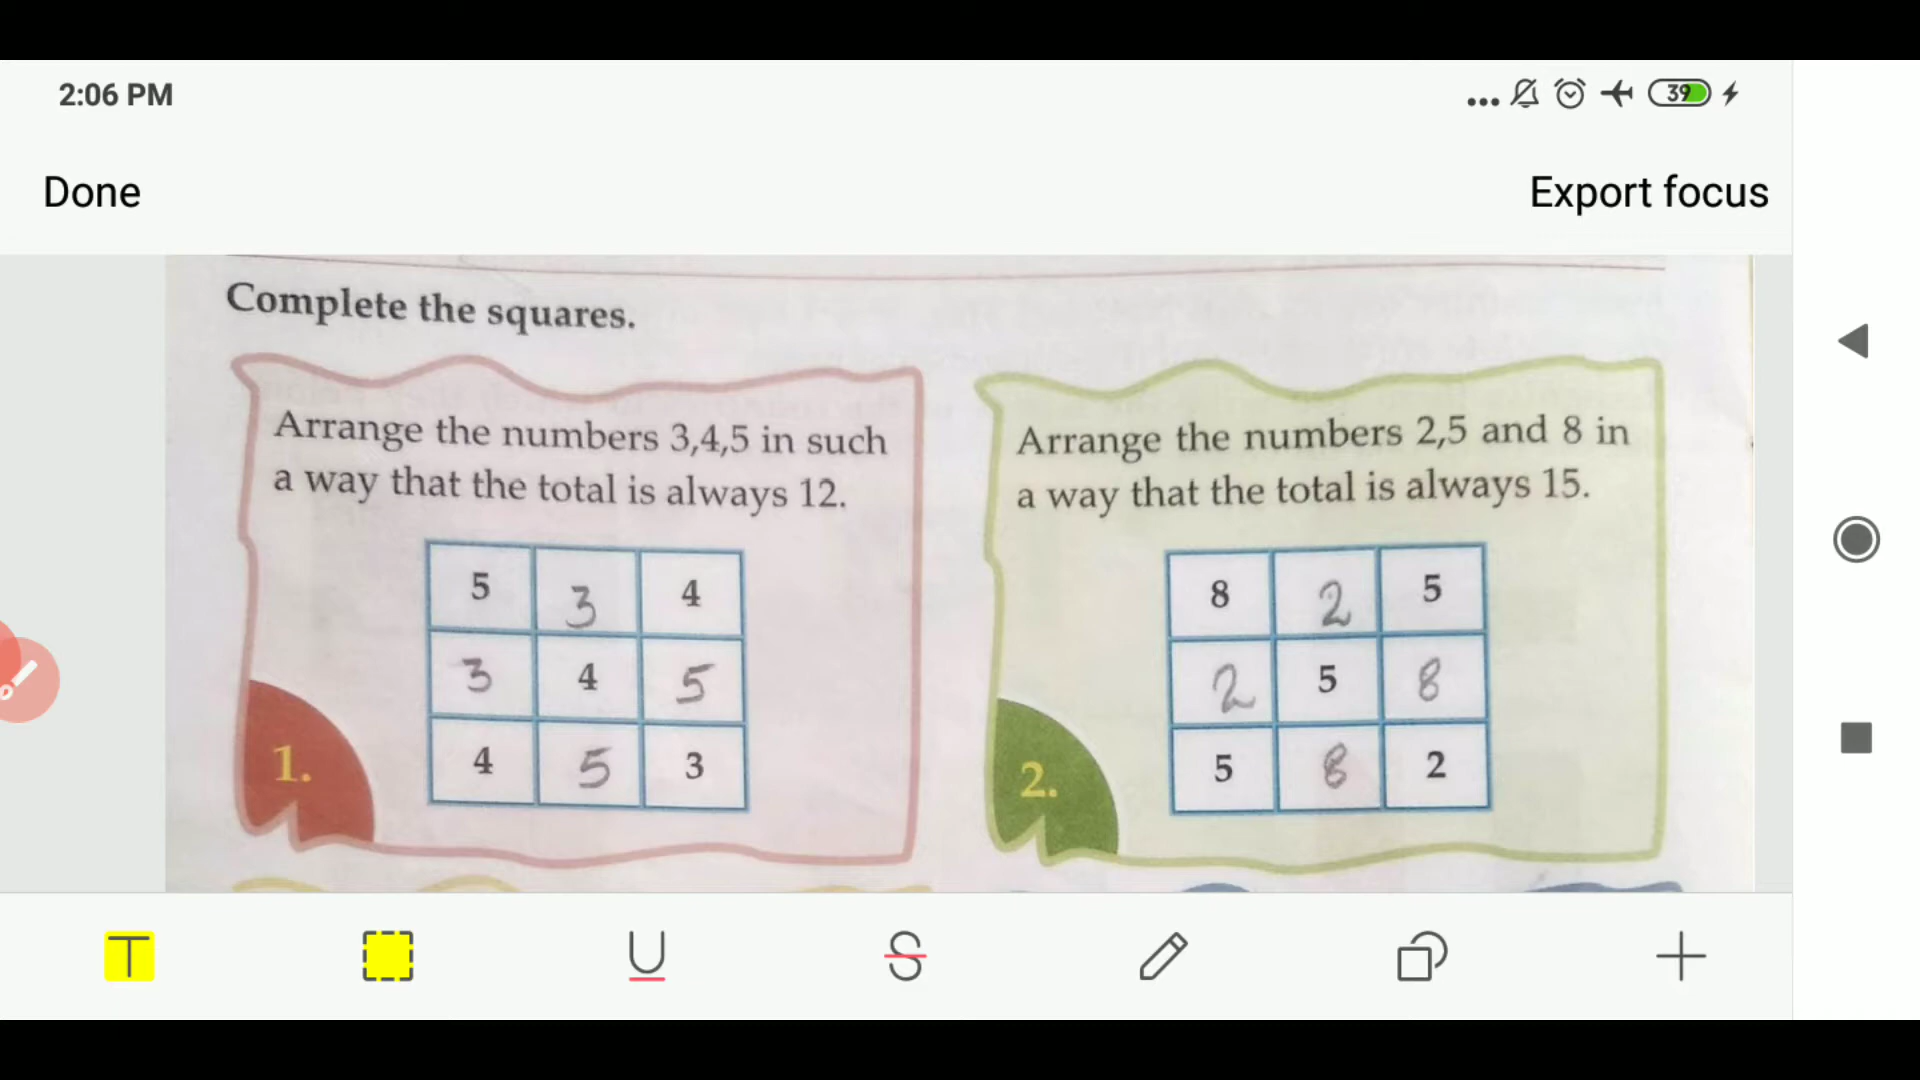 2:06 PM
39
Done
Export focus
Complete the squares.
Arrange the numbers 3,4,5 in such
a way that the total is always 12.
5 3 4
3 4 5
4 5 3
1.
Arrange the numbers 2,5 and 8 in
a way that the total is always 15.
8 2 5
2 5 8
5 8 2
2.
T
U
S